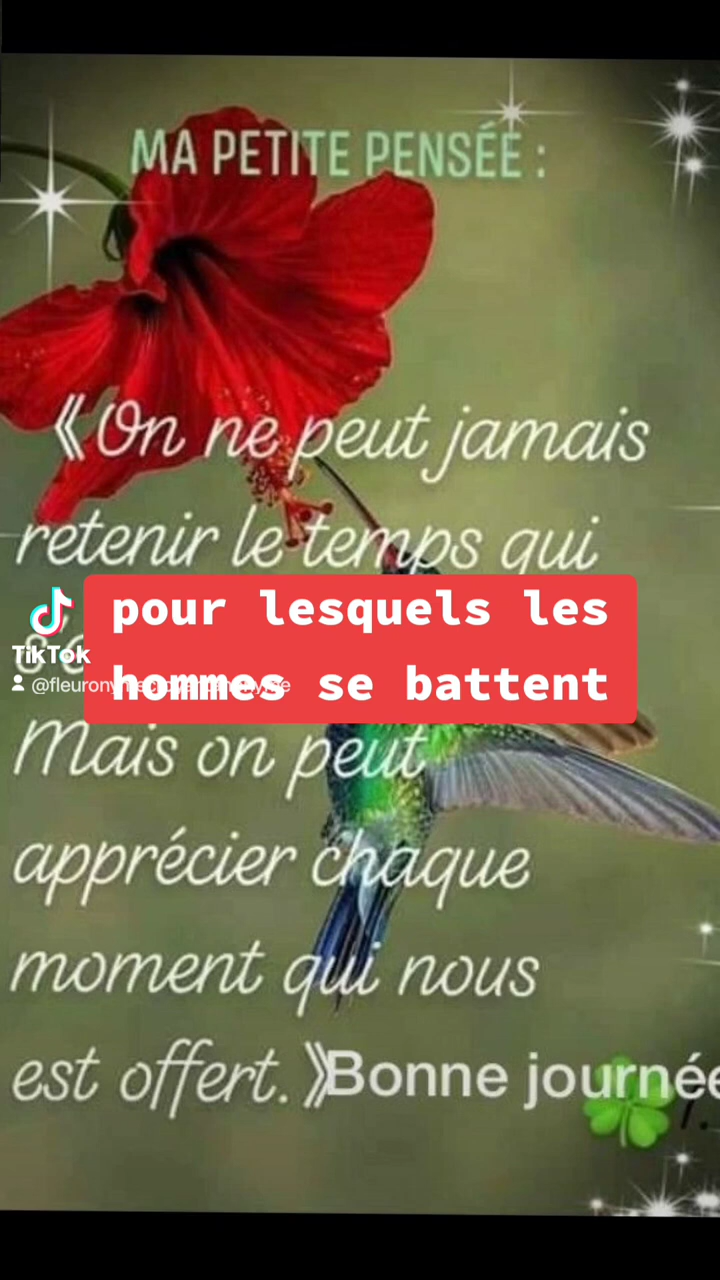 MA PETITE PENSÉE :
《On ne peut jamais
retenir le temps qui
pour lesquels les
hommes se battent
TikTok
Mais on peut
apprécier chaque
moment qui nous
est offert.》Bonne journée